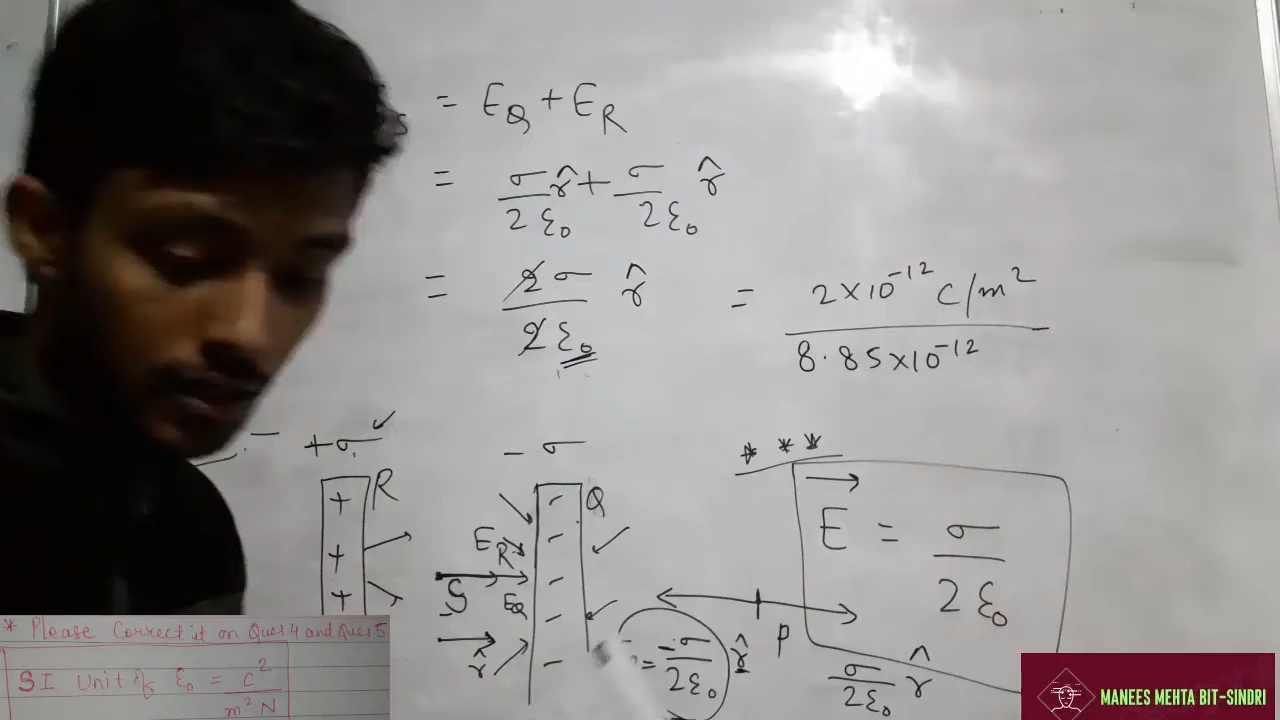 = E_Q + E_R
= σ/2ε₀ r̂ + σ/2ε₀ r̂
= 2σ/2ε₀ r̂ = 2×10⁻¹² C/m² / 8.85×10⁻¹²
+σ ✓
- σ
* * *
+ R
- Q
E⃗ = σ/2ε₀
+
-
E_R
+
-
S
E_Q
-
P
r̂
-
= -σ/2ε₀ r̂
σ/2ε₀ r̂
* Please Correct it on Ques 4 and Ques 5
SI Unit of ε₀ = C²/m²N
MANEES MEHTA BIT-SINDRI